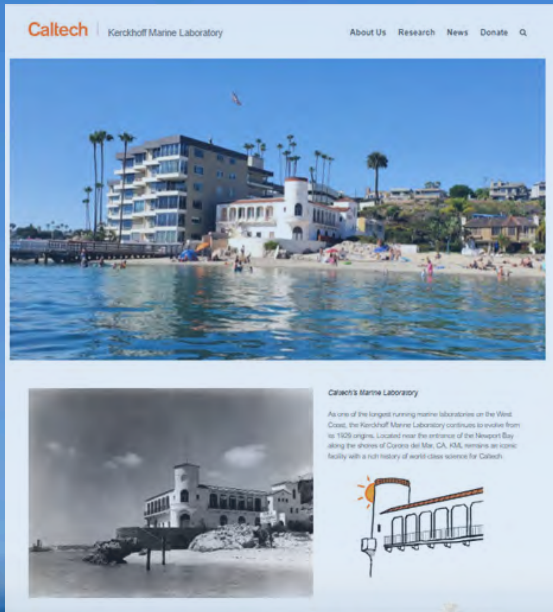 Caltech
Kerckhoff Marine Laboratory
About Us Research News Donate
Caltech's Marine Laboratory
As one of the longest running marine laboratories on the West
Coast, the Kerckhoff Marine Laboratory continues to evolve from
its 1928 origins. Located near the entrance of the Newport Bay
along the shores of Corona del Mar, CA, KML remains an iconic
facility with a rich history of world-class science for Caltech.